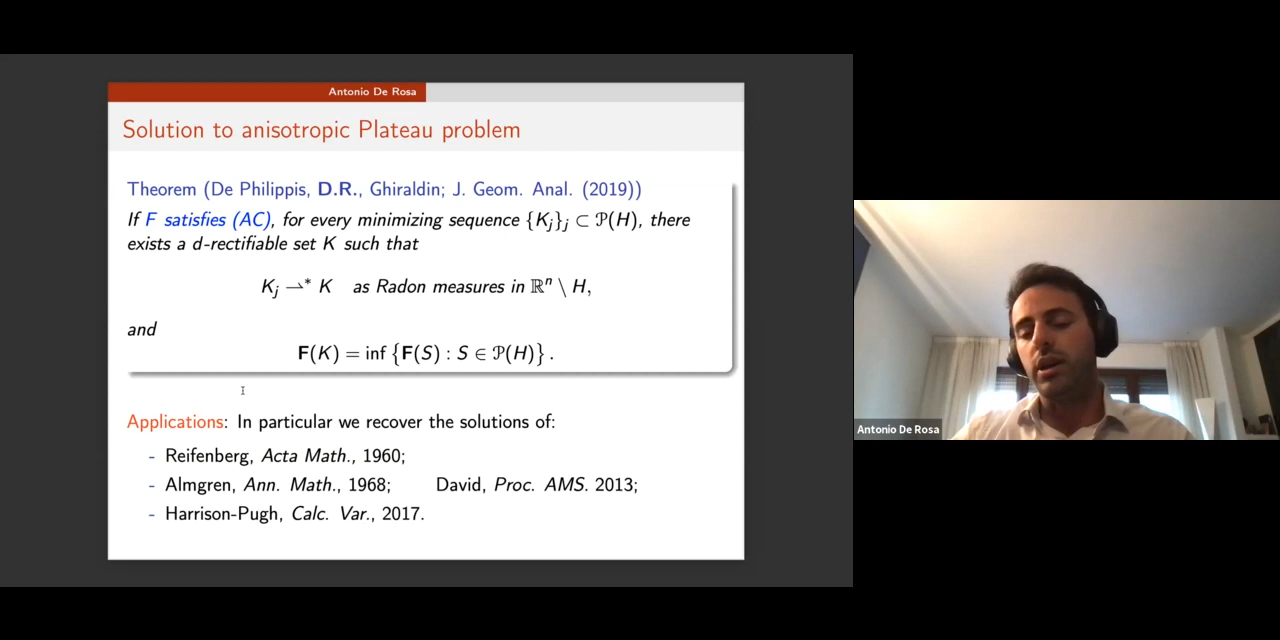 Antonio De Rosa
Solution to anisotropic Plateau problem
Theorem (De Philippis, D.R., Ghiraldin; J. Geom. Anal. (2019))
If F satisfies (AC), for every minimizing sequence {K_j}_j ⊂ P(H), there
exists a d-rectifiable set K such that
K_j ⇀* K as Radon measures in ℝⁿ \ H,
and
F(K) = inf {F(S) : S ∈ P(H)}.
Applications: In particular we recover the solutions of:
- Reifenberg, Acta Math., 1960;
- Almgren, Ann. Math., 1968; David, Proc. AMS. 2013;
- Harrison-Pugh, Calc. Var., 2017.
Antonio De Rosa